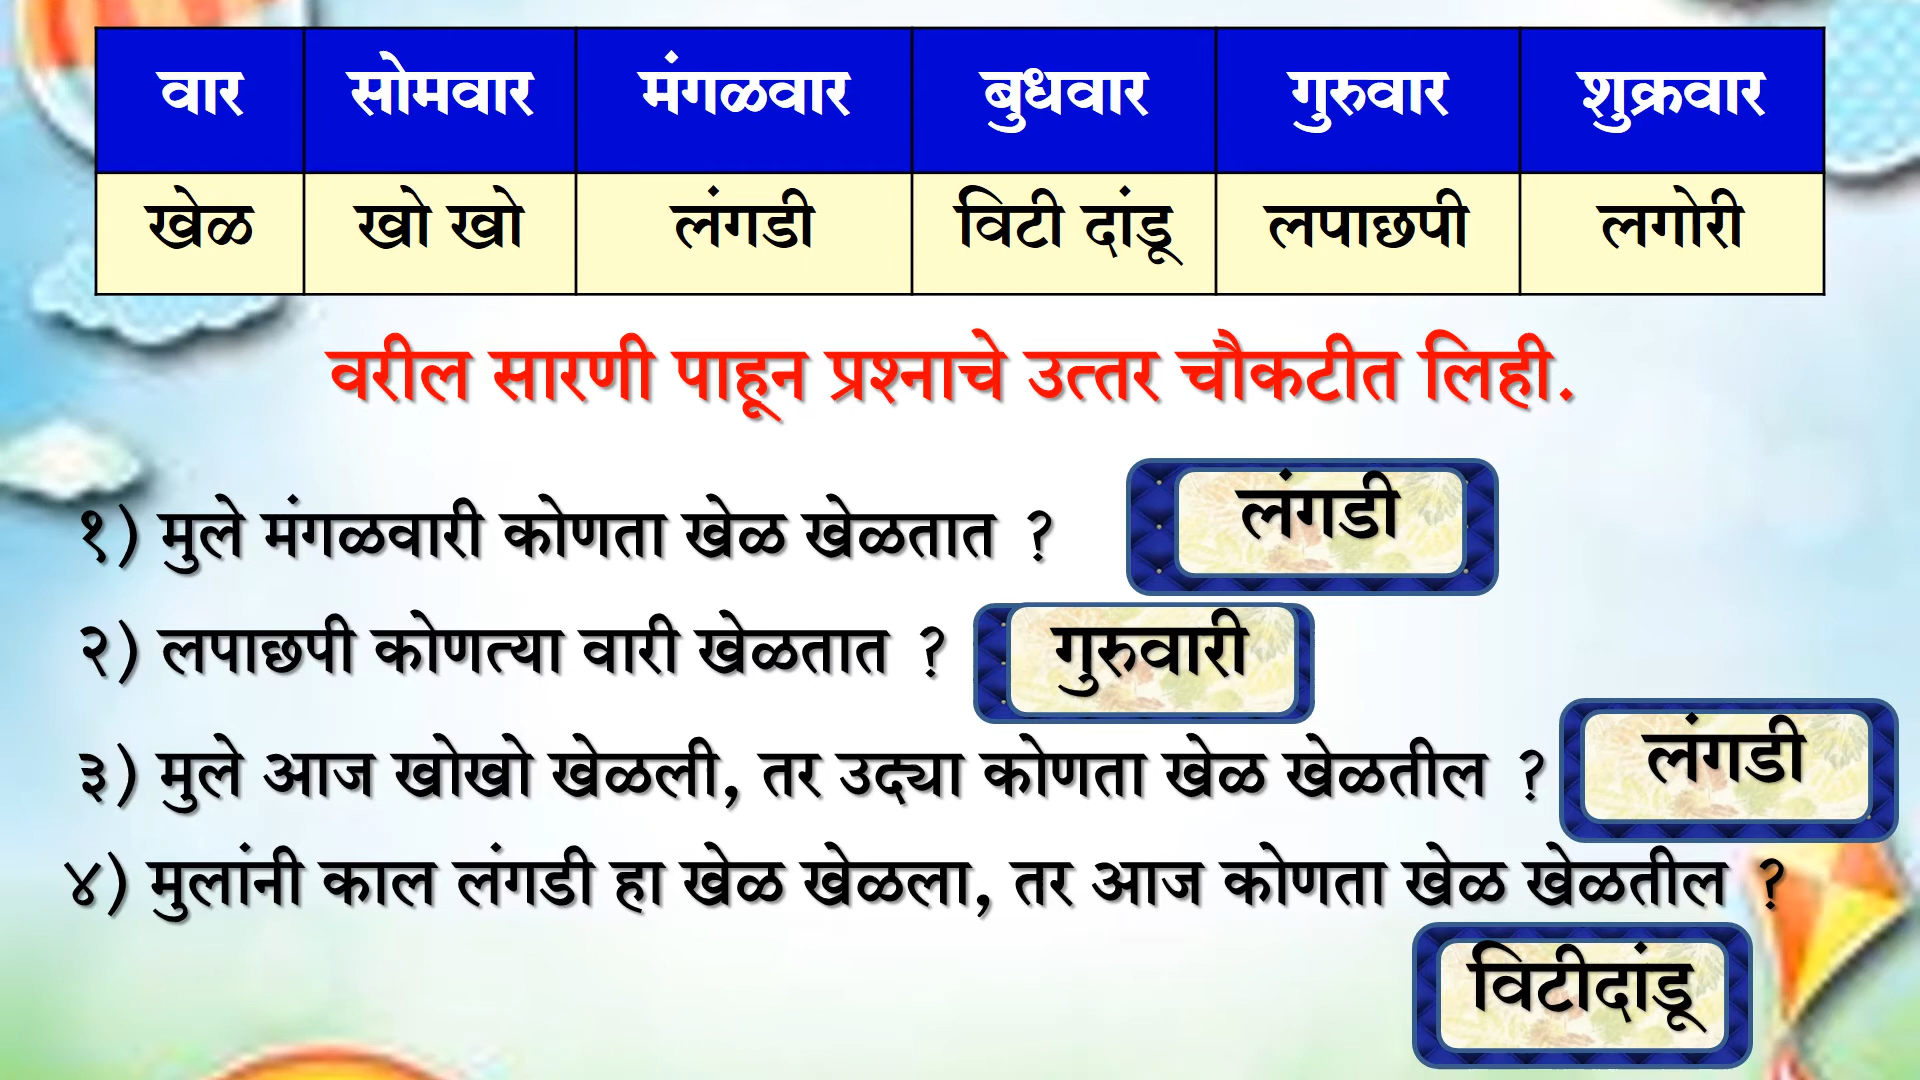 वार सोमवार मंगळवार बुधवार गुरुवार शुक्रवार
खेळ खो खो लंगडी विटी दांडू लपाछपी लगोरी
वरील सारणी पाहून प्रश्नाचे उत्तर चौकटीत लिही.
१) मुले मंगळवारी कोणता खेळ खेळतात ? लंगडी
२) लपाछपी कोणत्या वारी खेळतात ? गुरुवारी
३) मुले आज खोखो खेळली, तर उद्या कोणता खेळ खेळतील ? लंगडी
४) मुलांनी काल लंगडी हा खेळ खेळला, तर आज कोणता खेळ खेळतील ?
विटीदांडू